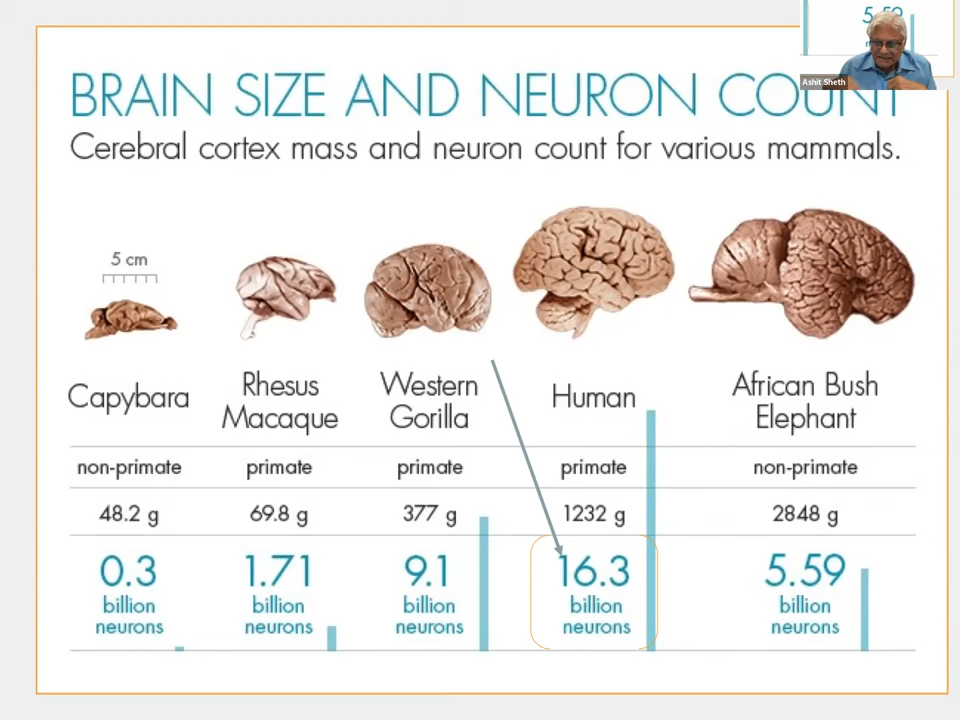 BRAIN SIZE AND NEURON COUNT
Cerebral cortex mass and neuron count for various mammals.
5.59
Ashit Sheth
5 cm
Capybara
Rhesus Macaque
Western Gorilla
Human
African Bush Elephant
non-primate
primate
primate
primate
non-primate
48.2 g
69.8 g
377 g
1232 g
2848 g
0.3 billion neurons
1.71 billion neurons
9.1 billion neurons
16.3 billion neurons
5.59 billion neurons